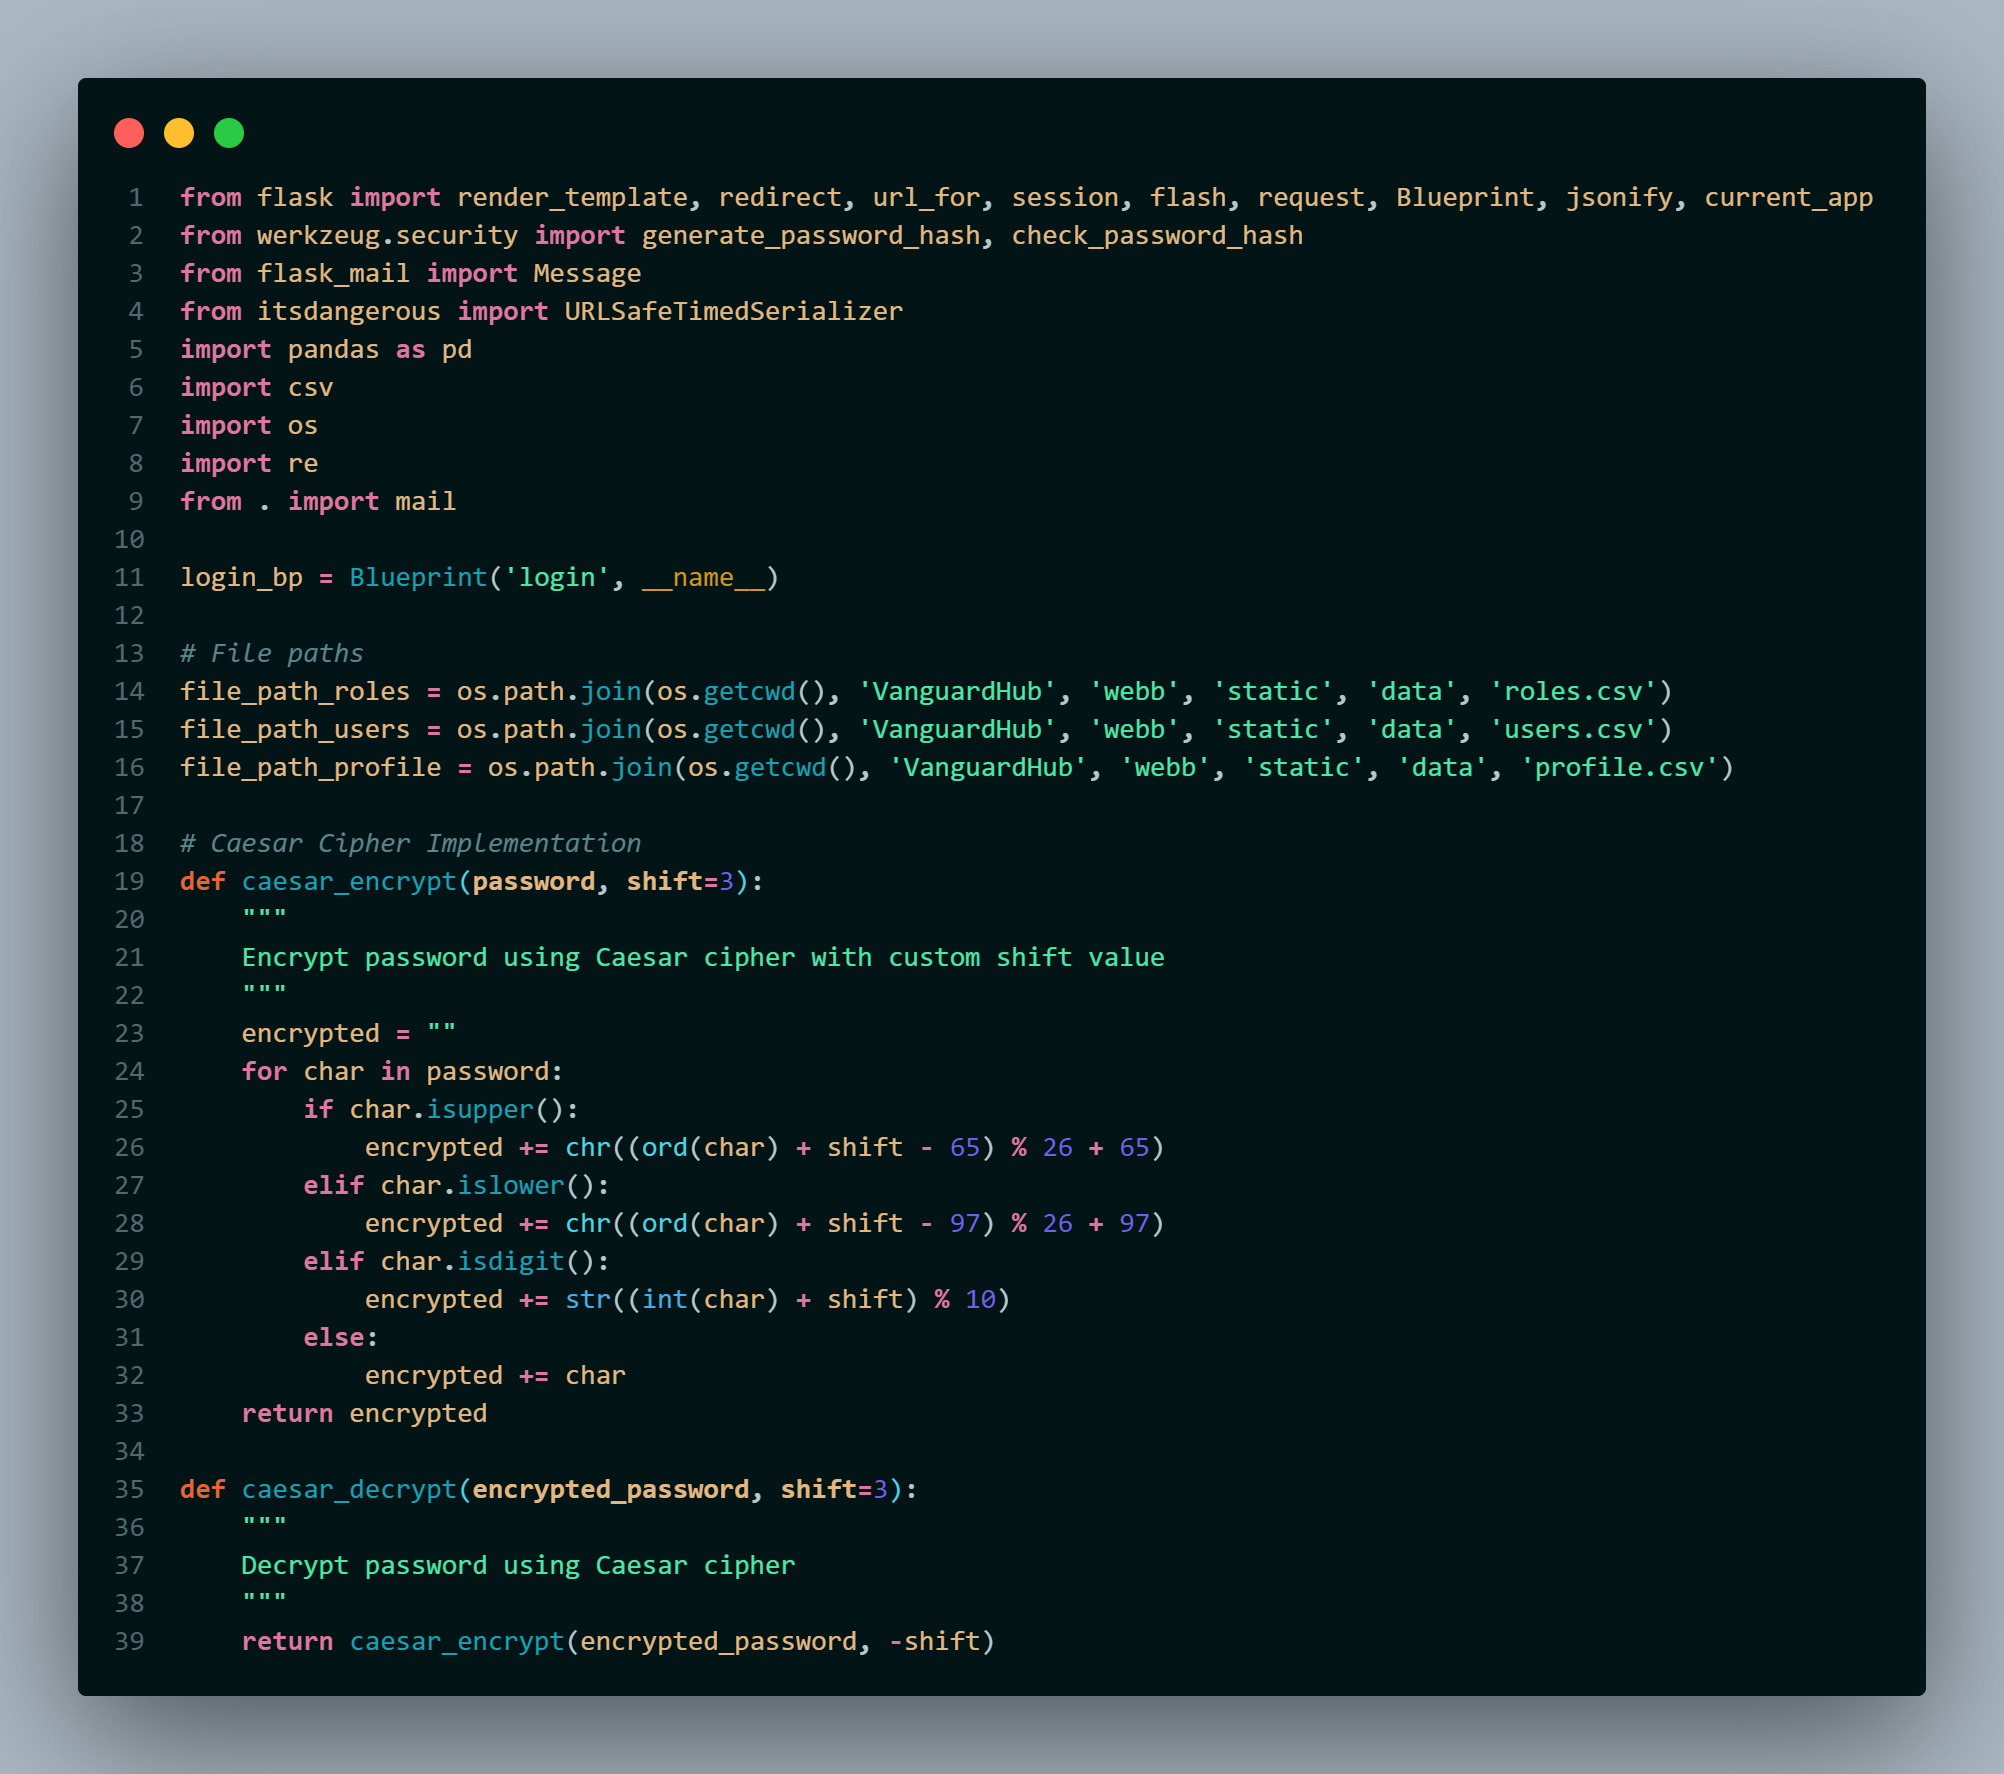 1 from flask import render_template, redirect, url_for, session, flash, request, Blueprint, jsonify, current_app
2 from werkzeug.security import generate_password_hash, check_password_hash
3 from flask_mail import Message
4 from itsdangerous import URLSafeTimedSerializer
5 import pandas as pd
6 import csv
7 import os
8 import re
9 from . import mail
10
11 login_bp = Blueprint('login', __name__)
12
13 # File paths
14 file_path_roles = os.path.join(os.getcwd(), 'VanguardHub', 'webb', 'static', 'data', 'roles.csv')
15 file_path_users = os.path.join(os.getcwd(), 'VanguardHub', 'webb', 'static', 'data', 'users.csv')
16 file_path_profile = os.path.join(os.getcwd(), 'VanguardHub', 'webb', 'static', 'data', 'profile.csv')
17
18 # Caesar Cipher Implementation
19 def caesar_encrypt(password, shift=3):
20     """
21     Encrypt password using Caesar cipher with custom shift value
22     """
23     encrypted = ""
24     for char in password:
25         if char.isupper():
26             encrypted += chr((ord(char) + shift - 65) % 26 + 65)
27         elif char.islower():
28             encrypted += chr((ord(char) + shift - 97) % 26 + 97)
29         elif char.isdigit():
30             encrypted += str((int(char) + shift) % 10)
31         else:
32             encrypted += char
33     return encrypted
34
35 def caesar_decrypt(encrypted_password, shift=3):
36     """
37     Decrypt password using Caesar cipher
38     """
39     return caesar_encrypt(encrypted_password, -shift)